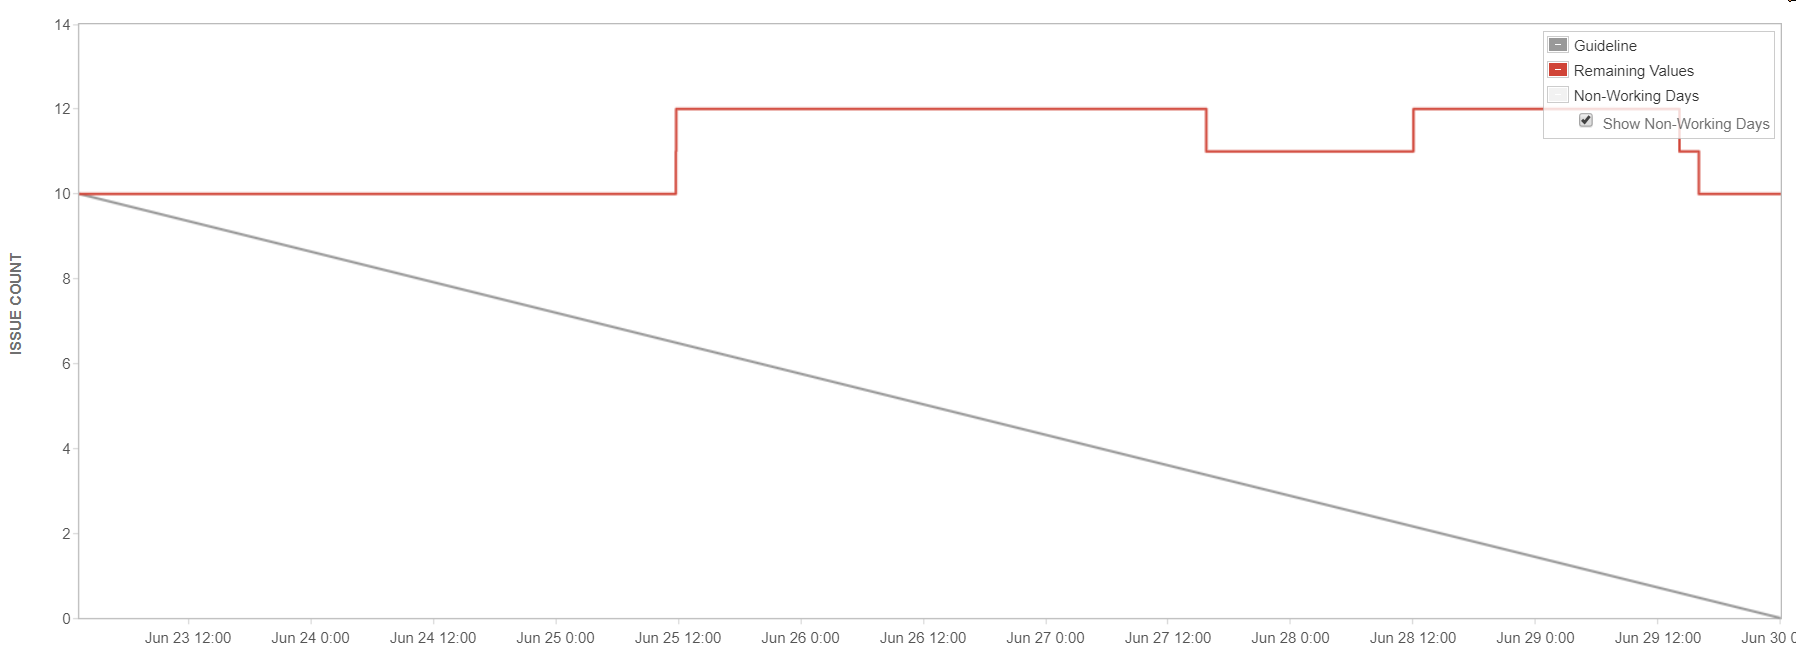 14
Guideline
Remaining Values
Non-Working Days
Show Non-Working Days
12
10
8
6
4
2
0
ISSUE COUNT
Jun 23 12:00 Jun 24 0:00 Jun 24 12:00 Jun 25 0:00 Jun 25 12:00 Jun 26 0:00 Jun 26 12:00 Jun 27 0:00 Jun 27 12:00 Jun 28 0:00 Jun 28 12:00 Jun 29 0:00 Jun 29 12:00 Jun 30